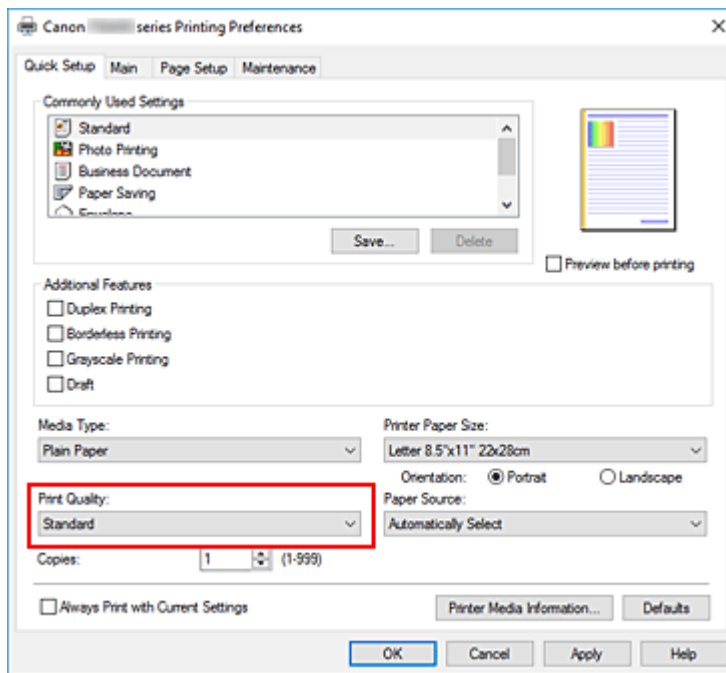 Canon series Printing Preferences
Quick Setup Main Page Setup Maintenance
Commonly Used Settings
Standard
Photo Printing
Business Document
Paper Saving
Envelope
Save... Delete
Preview before printing
Additional Features
Duplex Printing
Borderless Printing
Grayscale Printing
Draft
Media Type: Printer Paper Size:
Plain Paper Letter 8.5"x11" 22x28cm
Orientation: Portrait Landscape
Print Quality: Paper Source:
Standard Automatically Select
Copies: 1 (1-999)
Always Print with Current Settings Printer Media Information... Defaults
OK Cancel Apply Help